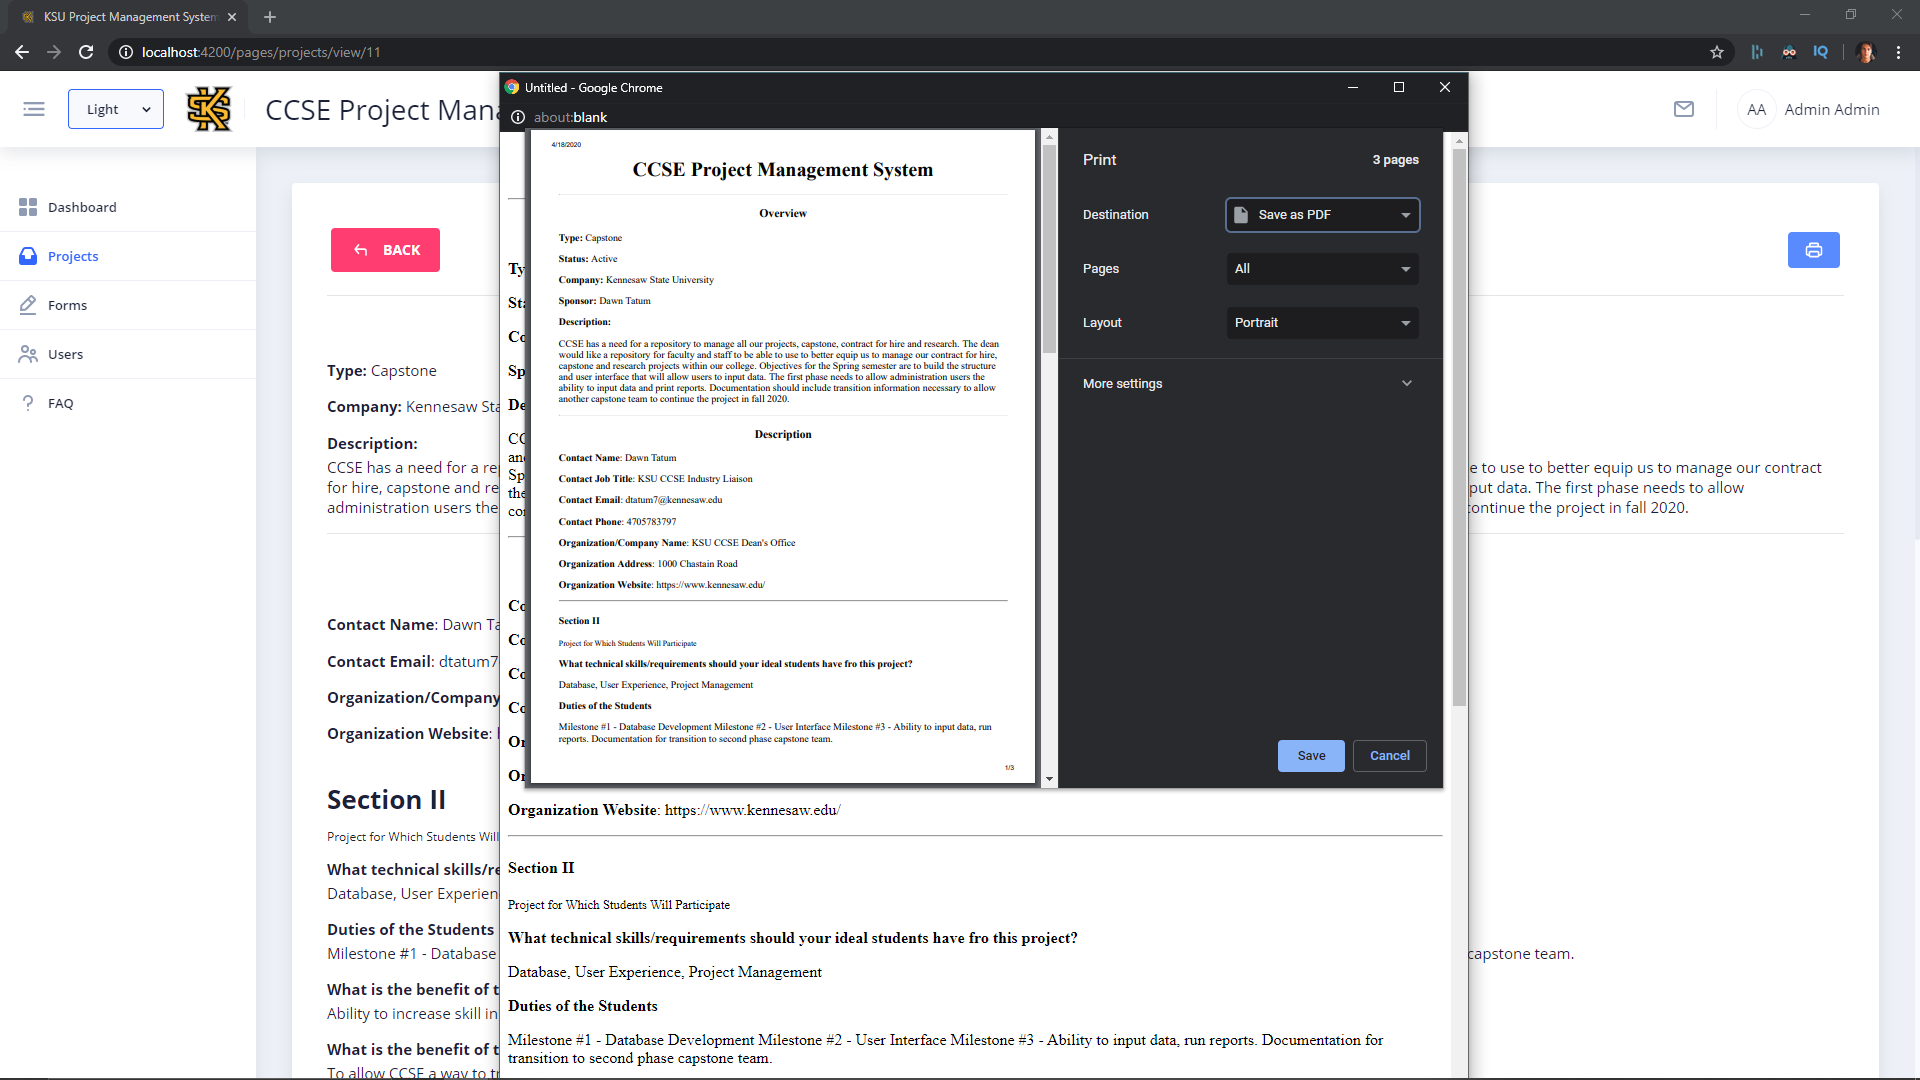 KSU Project Management System
localhost:4200/pages/projects/view/11
IQ
Light
KS
CCSE Project Mana
AA
Admin Admin
Dashboard
Projects
Forms
Users
? FAQ
BACK
Type: Capstone
Company: Kennesaw Sta
Description:
CCSE has a need for a re
for hire, capstone and re
administration users the
e to use to better equip us to manage our contract
put data. The first phase needs to allow
ontinue the project in fall 2020.
Contact Name: Dawn Ta
Contact Email: dtatum7
Organization/Company
Organization Website: h
Section II
Project for Which Students Will
What technical skills/re
Database, User Experien
Duties of the Students
Milestone #1 - Database
capstone team.
What is the benefit of t
Ability to increase skill in
What is the benefit of t
To allow CCSE a way to tr
Untitled - Google Chrome
about:blank
Ty
Sta
Co
Sp
De
CC
an
Sp
the
co
Co
Co
Co
Co
Or
Or
Organization Website: https://www.kennesaw.edu/
Section II
Project for Which Students Will Participate
What technical skills/requirements should your ideal students have fro this project?
Database, User Experience, Project Management
Duties of the Students
Milestone #1 - Database Development Milestone #2 - User Interface Milestone #3 - Ability to input data, run reports. Documentation for
transition to second phase capstone team.
4/18/2020
CCSE Project Management System
Overview
Type: Capstone
Status: Active
Company: Kennesaw State University
Sponsor: Dawn Tatum
Description:
CCSE has a need for a repository to manage all our projects, capstone, contract for hire and research. The dean
would like a repository for faculty and staff to be able to use to better equip us to manage our contract for hire,
capstone and research projects within our college. Objectives for the Spring semester are to build the structure
and user interface that will allow users to input data. The first phase needs to allow administration users the
ability to input data and print reports. Documentation should include transition information necessary to allow
another capstone team to continue the project in fall 2020.
Description
Contact Name: Dawn Tatum
Contact Job Title: KSU CCSE Industry Liaison
Contact Email: dtatum7@kennesaw.edu
Contact Phone: 4705783797
Organization/Company Name: KSU CCSE Dean's Office
Organization Address: 1000 Chastain Road
Organization Website: https://www.kennesaw.edu/
Section II
Project for Which Students Will Participate
What technical skills/requirements should your ideal students have fro this project?
Database, User Experience, Project Management
Duties of the Students
Milestone #1 - Database Development Milestone #2 - User Interface Milestone #3 - Ability to input data, run
reports. Documentation for transition to second phase capstone team.
1/3
Print
3 pages
Destination
Save as PDF
Pages
All
Layout
Portrait
More settings
Save
Cancel